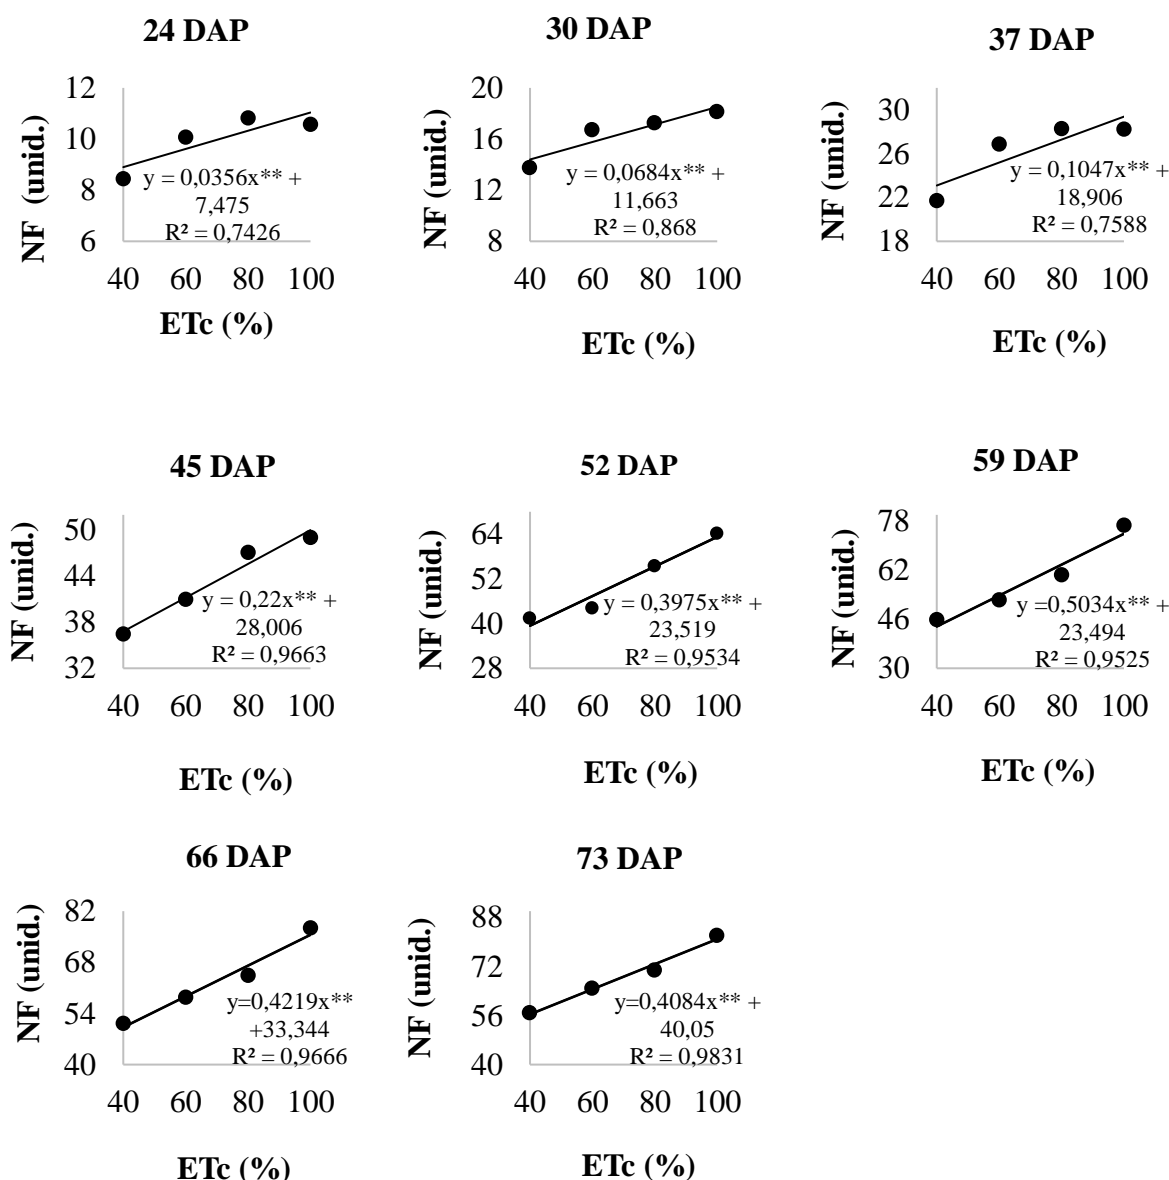 24 DAP
NF (unid.)
12
10
8
6
y = 0,0356x** +
7,475
R² = 0,7426
40 60 80 100
ETc (%)
30 DAP
NF (unid.)
20
16
12
8
y = 0,0684x** +
11,663
R² = 0,868
40 60 80 100
ETc (%)
37 DAP
NF (unid.)
30
26
22
18
y = 0,1047x** +
18,906
R² = 0,7588
40 60 80 100
ETc (%)
45 DAP
NF (unid.)
50
44
38
32
y = 0,22x** +
28,006
R² = 0,9663
40 60 80 100
ETc (%)
52 DAP
NF (unid.)
64
52
40
28
y = 0,3975x** +
23,519
R² = 0,9534
40 60 80 100
ETc (%)
59 DAP
NF (unid.)
78
62
46
30
y =0,5034x** +
23,494
R² = 0,9525
40 60 80 100
ETc (%)
66 DAP
NF (unid.)
82
68
54
40
y=0,4219x**
+33,344
R² = 0,9666
40 60 80 100
ETc (%)
73 DAP
NF (unid.)
88
72
56
40
y=0,4084x** +
40,05
R² = 0,9831
40 60 80 100
ETc (%)